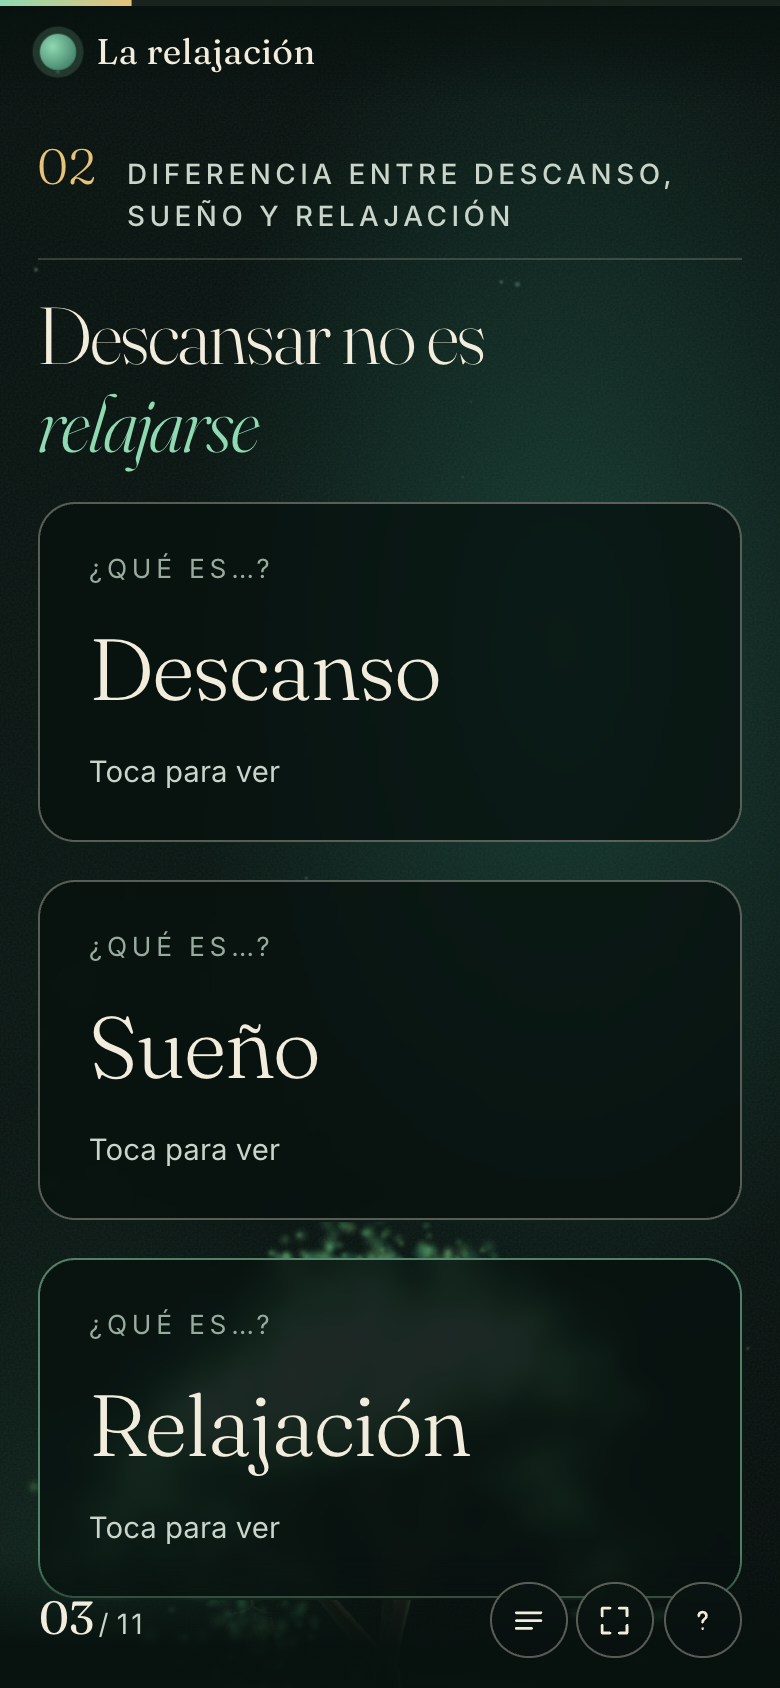 La relajación
02 DIFERENCIA ENTRE DESCANSO,
SUEÑO Y RELAJACIÓN
Descansar no es
relajarse
¿QUÉ ES…?
Descanso
Toca para ver
¿QUÉ ES…?
Sueño
Toca para ver
¿QUÉ ES…?
Relajación
Toca para ver
03 / 11
?